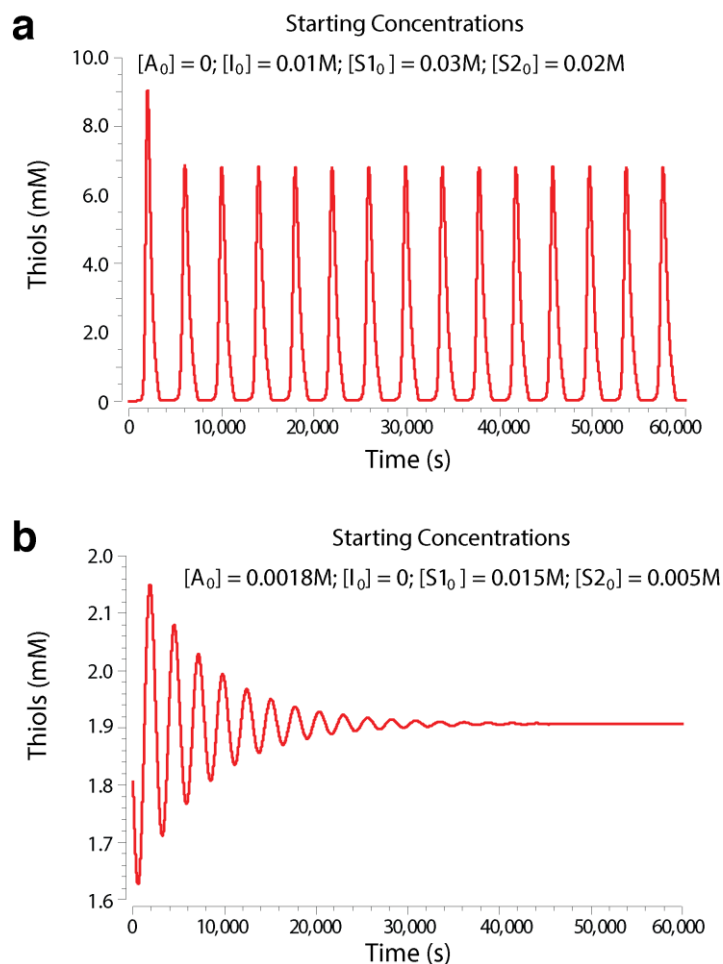 a
Starting Concentrations
[A₀] = 0; [I₀] = 0.01M; [S1₀] = 0.03M; [S2₀] = 0.02M
10.0
8.0
6.0
4.0
2.0
0
Thiols (mM)
0 10,000 20,000 30,000 40,000 50,000 60,000
Time (s)
b
Starting Concentrations
[A₀] = 0.0018M; [I₀] = 0; [S1₀] = 0.015M; [S2₀] = 0.005M
2.0
2.1
2.0
1.9
1.8
1.7
1.6
Thiols (mM)
0 10,000 20,000 30,000 40,000 50,000 60,000
Time (s)